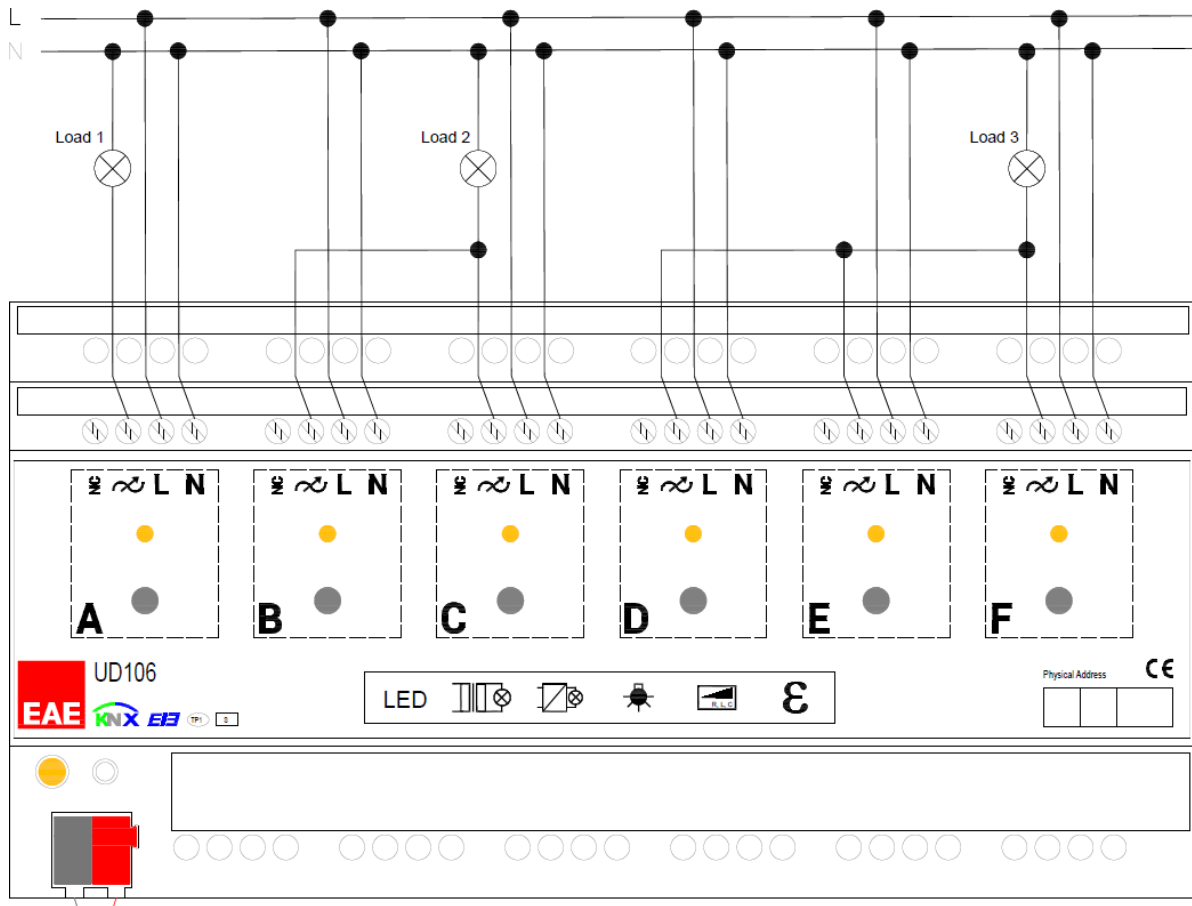 L
N
Load 1
Load 2
Load 3
NC L N
NC L N
NC L N
NC L N
NC L N
NC L N
A
B
C
D
E
F
EAE
UD106
KNX
EIB
TP1
S
LED
R, L, C
ε
Physical Address
CE